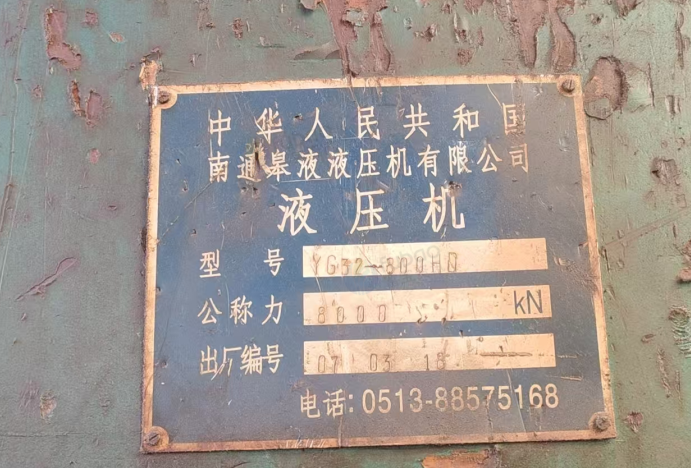 中华人民共和国
南通皋液液压机有限公司
液压机
型号 YG32-800HD
公称力 8000 kN
出厂编号 07 03 18
电话:0513-88575168